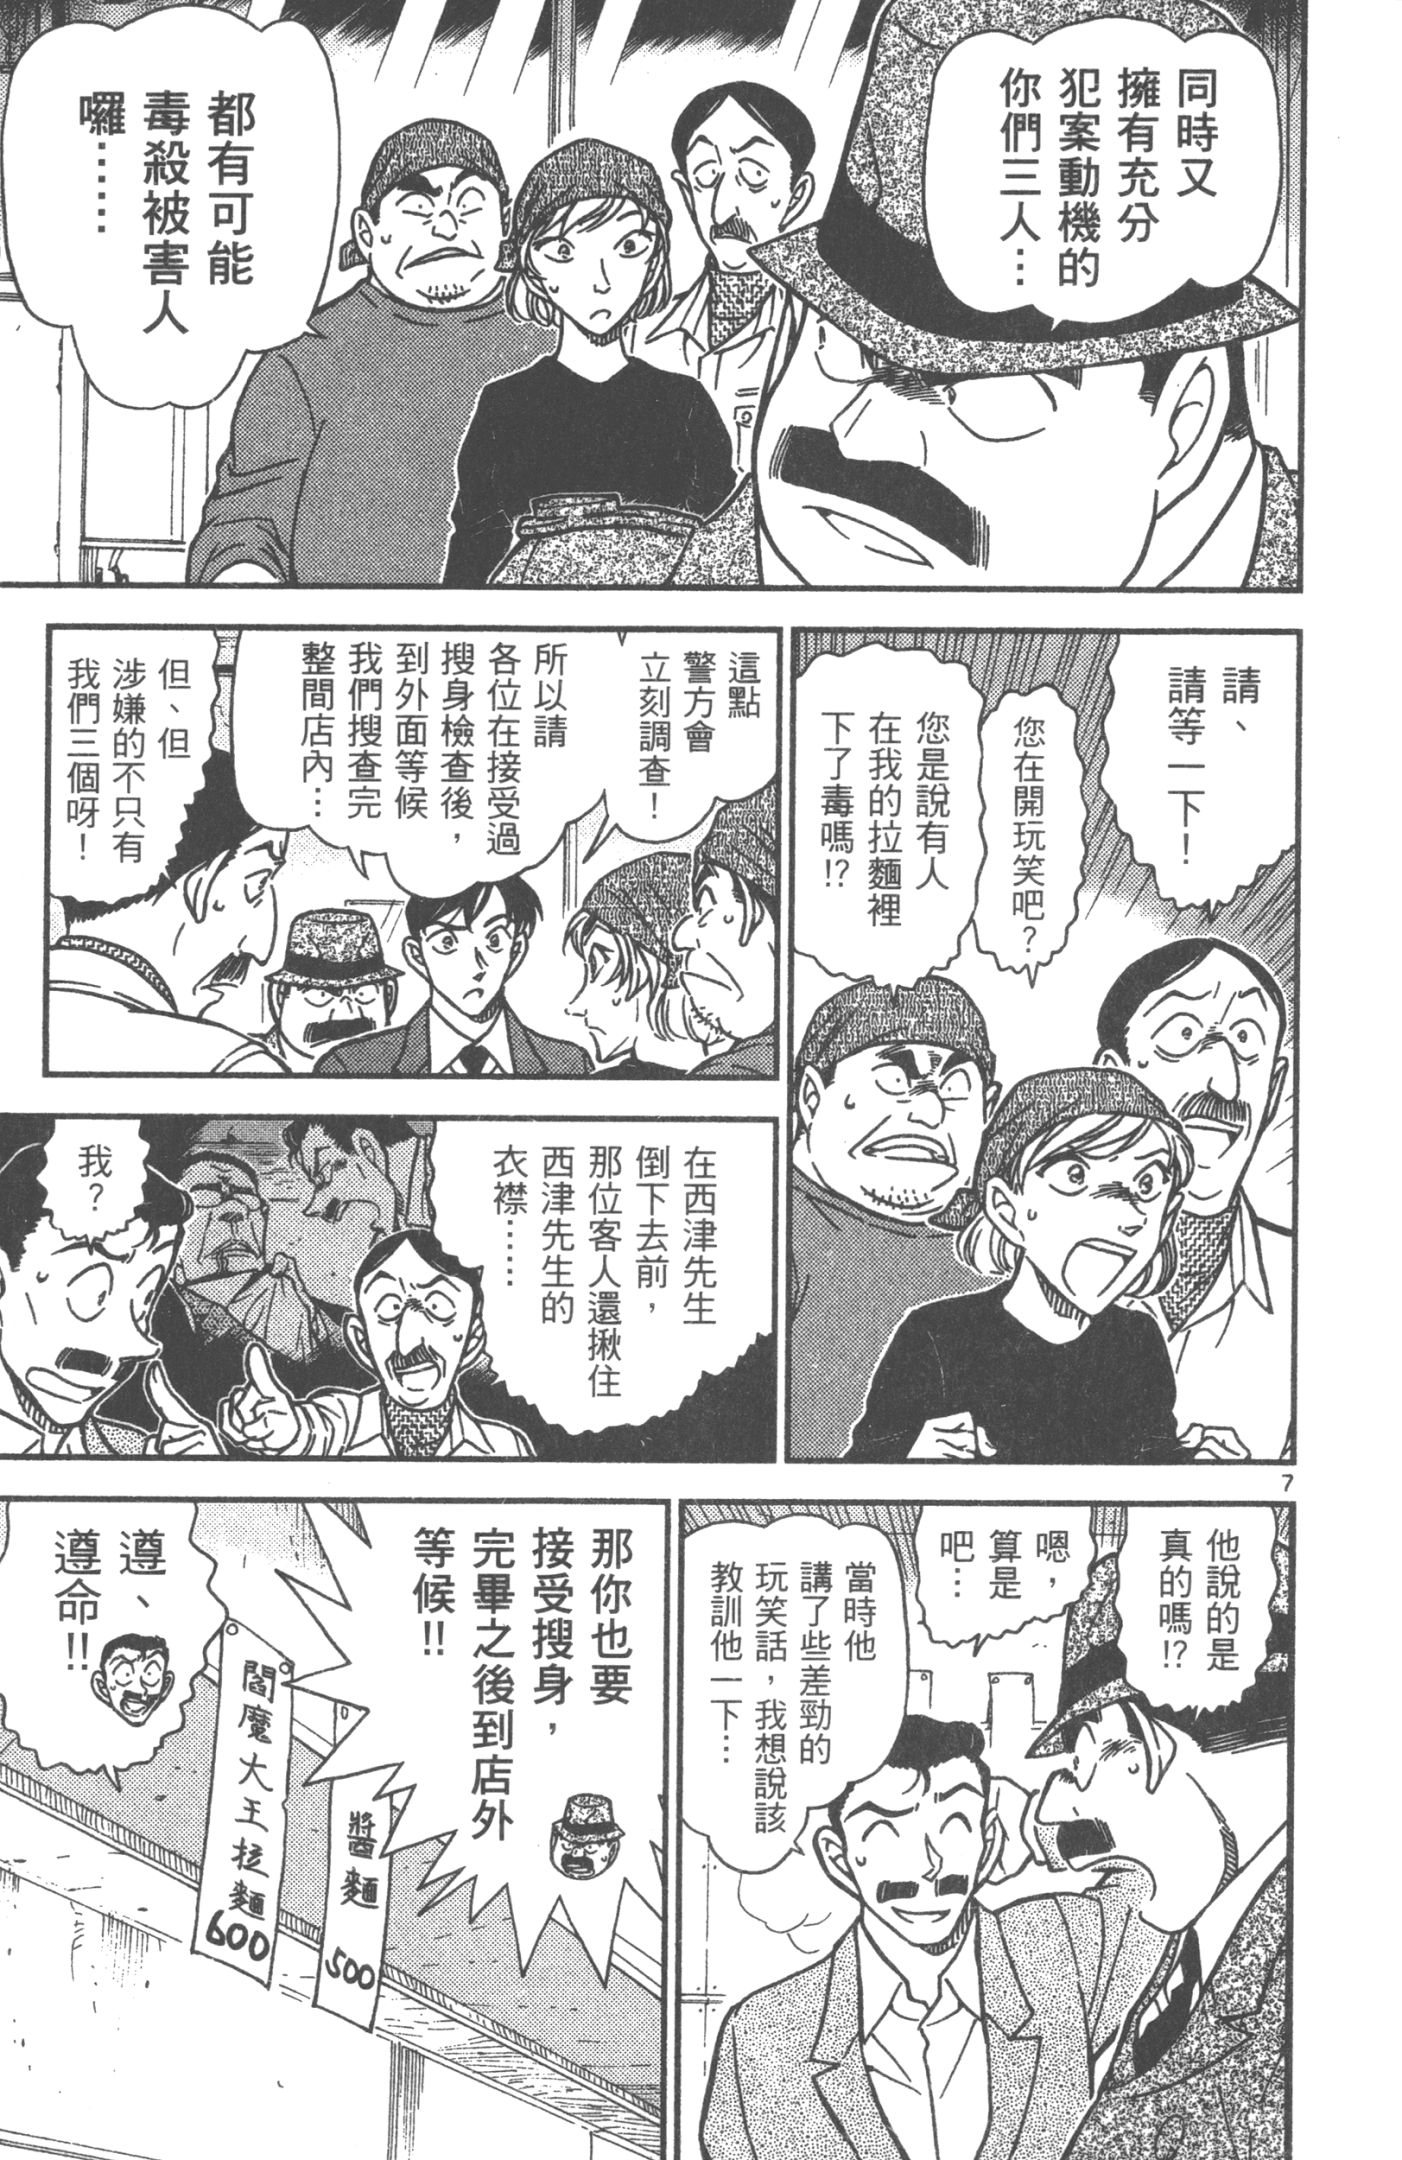 同時又
擁有充分
犯案動機的
你們三人…
都有可能
毒殺被害人
囉……
請、
請等一下！
您在開玩笑吧？
您是說有人
在我的拉麵裡
下了毒嗎!?
這點
警方會
立刻調查！
所以請
各位在接受過
搜身檢查後，
到外面等候
我們搜查完
整間店內…
但、但
涉嫌的不只有
我們三個呀！
在西津先生
倒下去前，
那位客人還揪住
西津先生的
衣襟……
我？
7
他說的是
真的嗎!?
嗯，
算是
吧…
當時他
講了些差勁的
玩笑話，我想說該
教訓他一下…
那你也要
接受搜身，
完畢之後到店外
等候!!
醬麵
500
閻魔大王拉麵
600
遵、
遵命!!